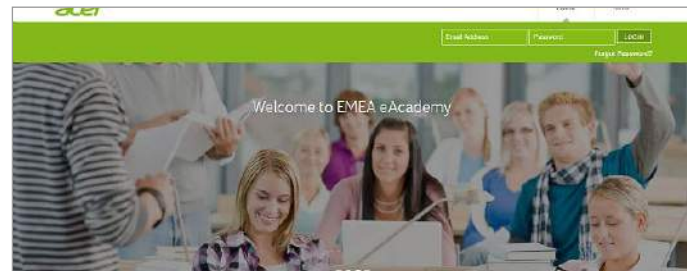 acer
Email Address
Password
LOGIN
Forgot Password?
Welcome to EMEA eAcademy